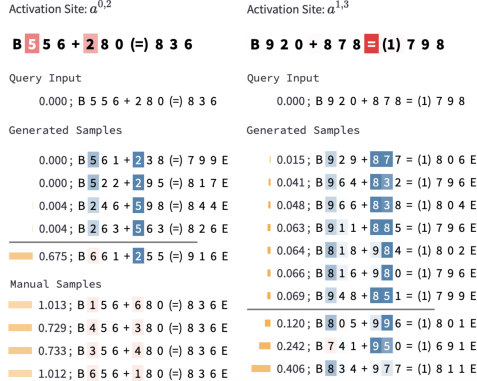 Activation Site: a^{0,2}
B 5 5 6 + 2 8 0 (=) 8 3 6
Query Input
0.000; B 5 5 6 + 2 8 0 (=) 8 3 6
Generated Samples
0.000; B 5 6 1 + 2 3 8 (=) 7 9 9 E
0.000; B 5 2 2 + 2 9 5 (=) 8 1 7 E
0.004; B 2 4 6 + 5 9 8 (=) 8 4 4 E
0.004; B 2 6 3 + 5 6 3 (=) 8 2 6 E
0.675; B 6 6 1 + 2 5 5 (=) 9 1 6 E
Manual Samples
1.013; B 1 5 6 + 6 8 0 (=) 8 3 6 E
0.729; B 4 5 6 + 3 8 0 (=) 8 3 6 E
0.733; B 3 5 6 + 4 8 0 (=) 8 3 6 E
1.012; B 6 5 6 + 1 8 0 (=) 8 3 6 E
Activation Site: a^{1,3}
B 9 2 0 + 8 7 8 = (1) 7 9 8
Query Input
0.000; B 9 2 0 + 8 7 8 = (1) 7 9 8
Generated Samples
0.015; B 9 2 9 + 8 7 7 = (1) 8 0 6 E
0.041; B 9 6 4 + 8 3 2 = (1) 7 9 6 E
0.048; B 9 6 6 + 8 3 8 = (1) 8 0 4 E
0.063; B 9 1 1 + 8 8 5 = (1) 7 9 6 E
0.064; B 8 1 8 + 9 8 4 = (1) 8 0 2 E
0.066; B 8 1 6 + 9 8 0 = (1) 7 9 6 E
0.069; B 9 4 8 + 8 5 1 = (1) 7 9 9 E
0.120; B 8 0 5 + 9 9 6 = (1) 8 0 1 E
0.242; B 7 4 1 + 9 5 0 = (1) 6 9 1 E
0.406; B 8 3 4 + 9 7 7 = (1) 8 1 1 E